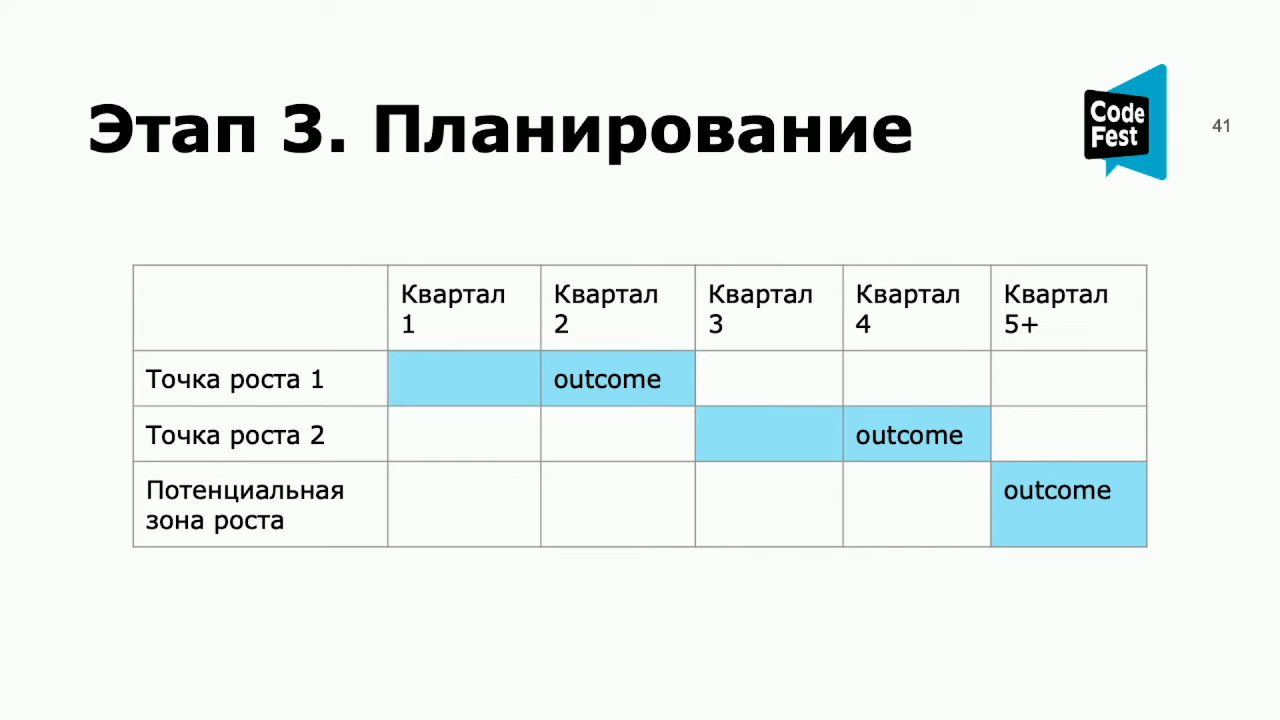 Этап 3. Планирование
Code
Fest
41
Квартал 1
Квартал 2
Квартал 3
Квартал 4
Квартал 5+
Точка роста 1
outcome
Точка роста 2
outcome
Потенциальная
зона роста
outcome